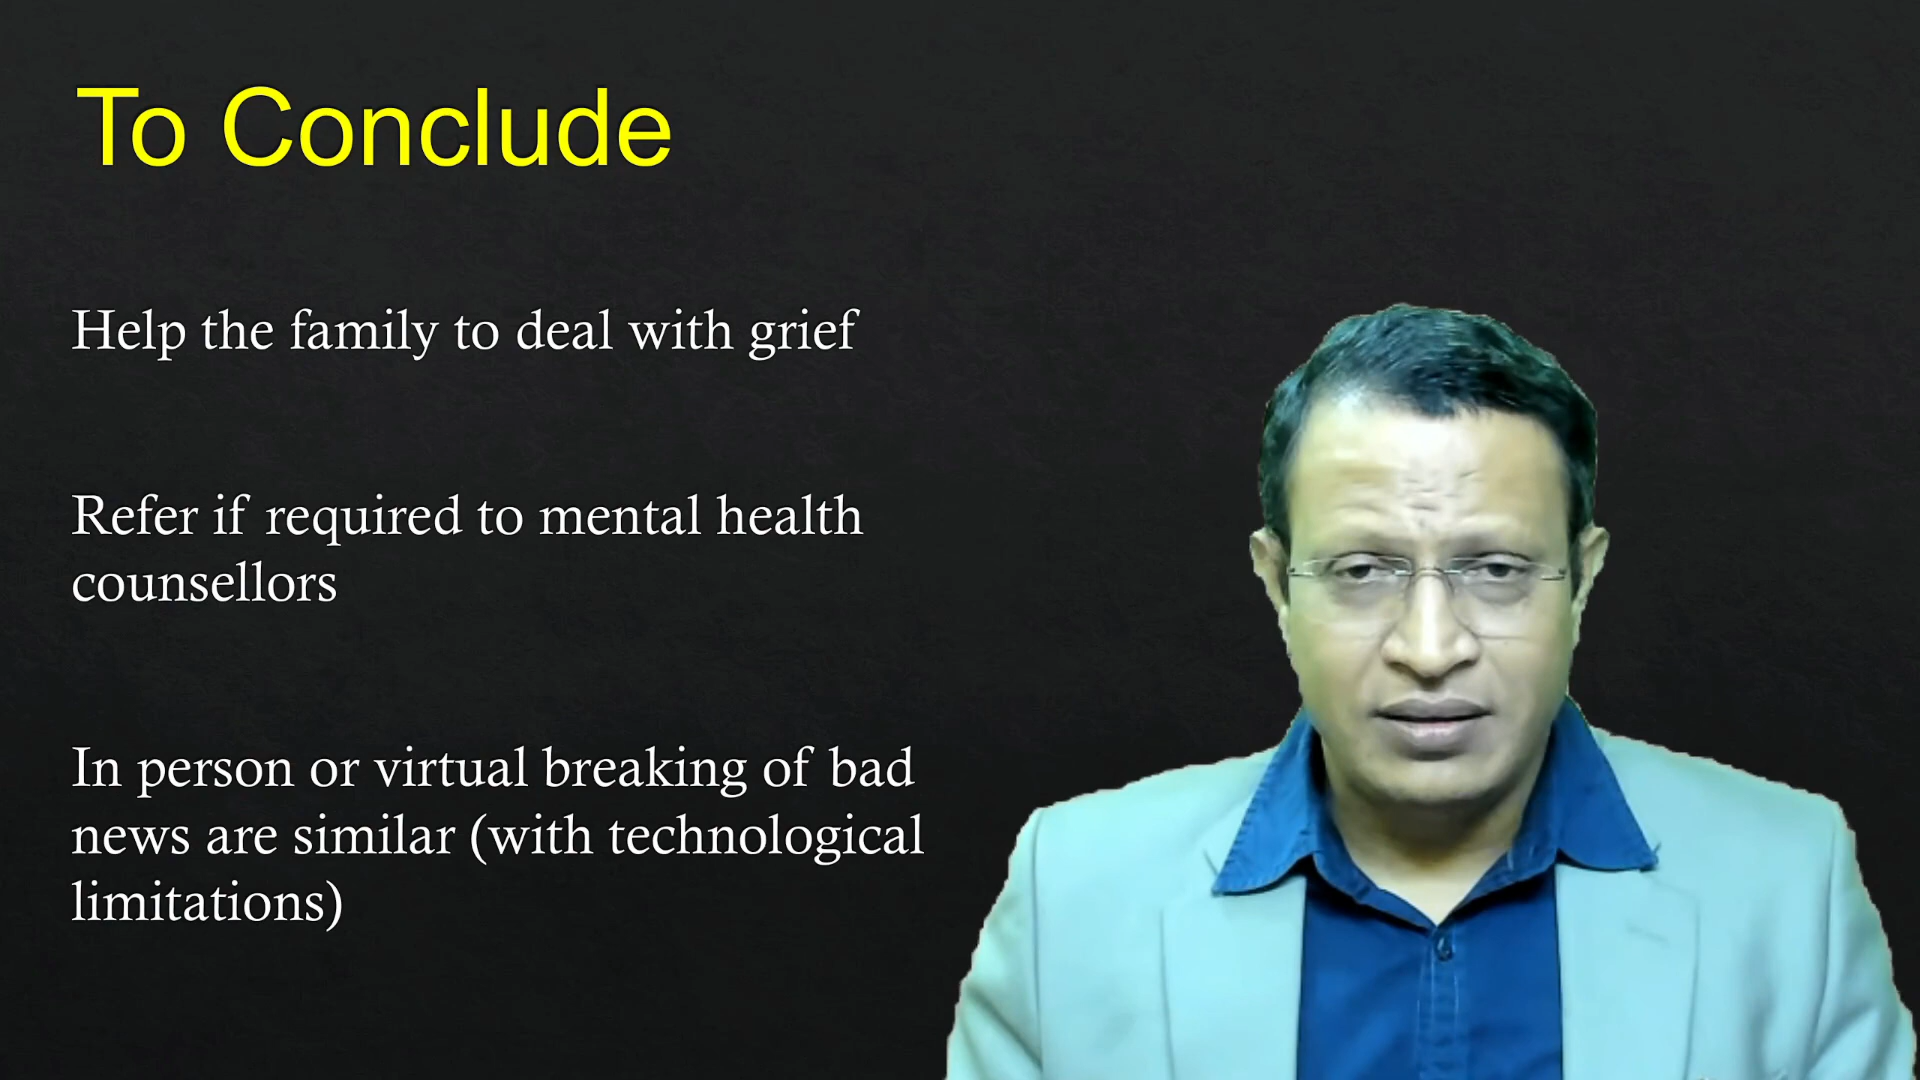 To Conclude
Help the family to deal with grief
Refer if required to mental health
counsellors
In person or virtual breaking of bad
news are similar (with technological
limitations)